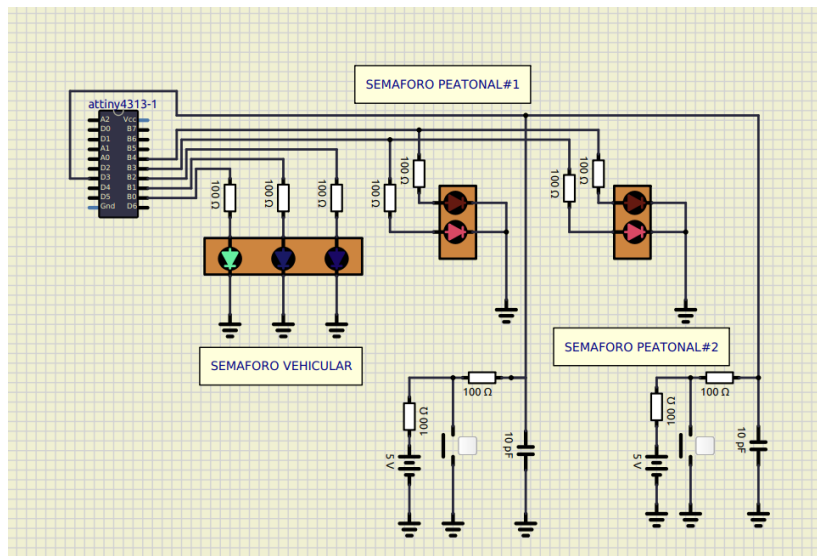 SEMAFORO PEATONAL#1
attiny4313-1
A2 Vcc
D0 B7
D1 B6
A1 B5
A0 B4
D2 B3
D3 B2
D4 B1
D5 B0
Gnd D6
100 Ω
100 Ω
100 Ω
100 Ω
100 Ω
100 Ω
100 Ω
SEMAFORO VEHICULAR
SEMAFORO PEATONAL#2
100 Ω
100 Ω
5 V
10 pF
100 Ω
100 Ω
5 V
10 pF